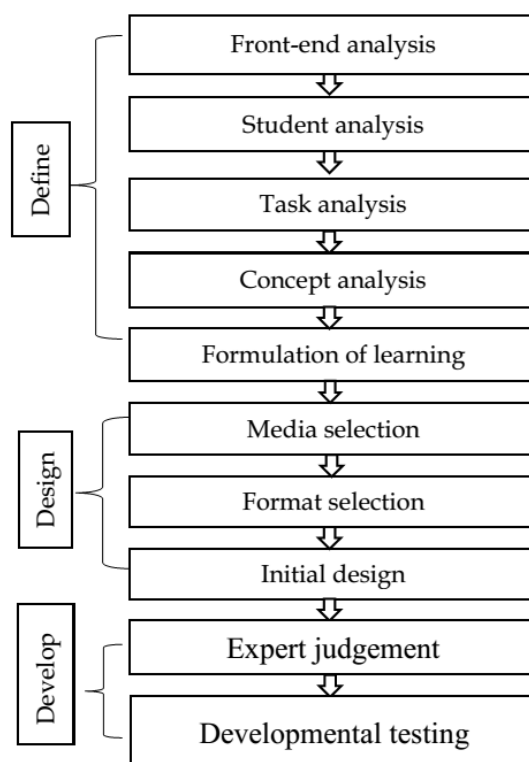 Define
Front-end analysis
Student analysis
Task analysis
Concept analysis
Formulation of learning
Design
Media selection
Format selection
Initial design
Develop
Expert judgement
Developmental testing